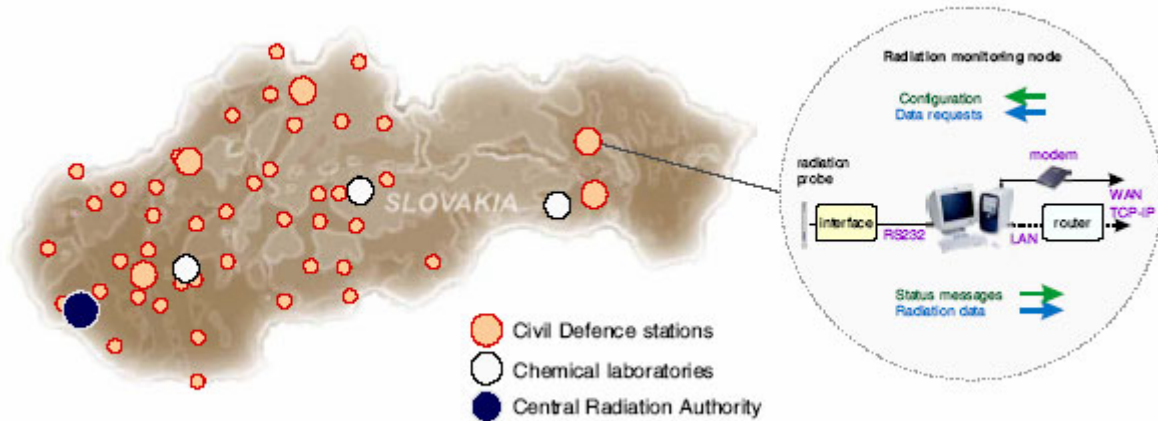 SLOVAKIA
Civil Defence stations
Chemical laboratories
Central Radiation Authority
Radiation monitoring node
Configuration
Data requests
radiation
probe
interface
RS232
modem
WAN
TCP-IP
LAN
router
Status messages
Radiation data